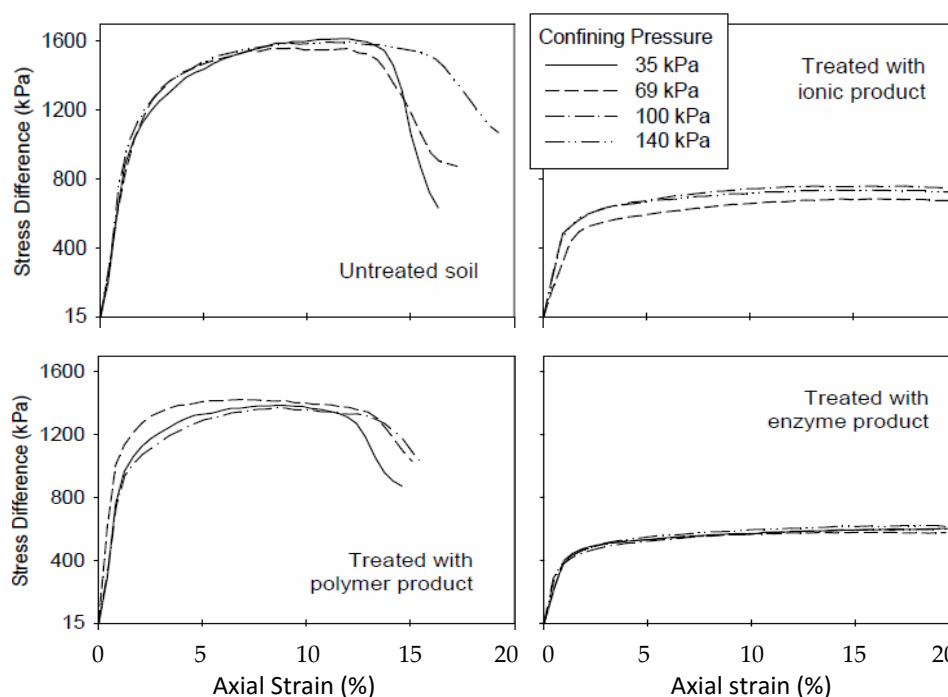 1600
1200
800
400
15
Stress Difference (kPa)
Untreated soil
Confining Pressure
35 kPa
69 kPa
100 kPa
140 kPa
Treated with
ionic product
1600
1200
800
400
15
Stress Difference (kPa)
Treated with
polymer product
Treated with
enzyme product
0 5 10 15 20
Axial Strain (%)
0 5 10 15 20
Axial strain (%)